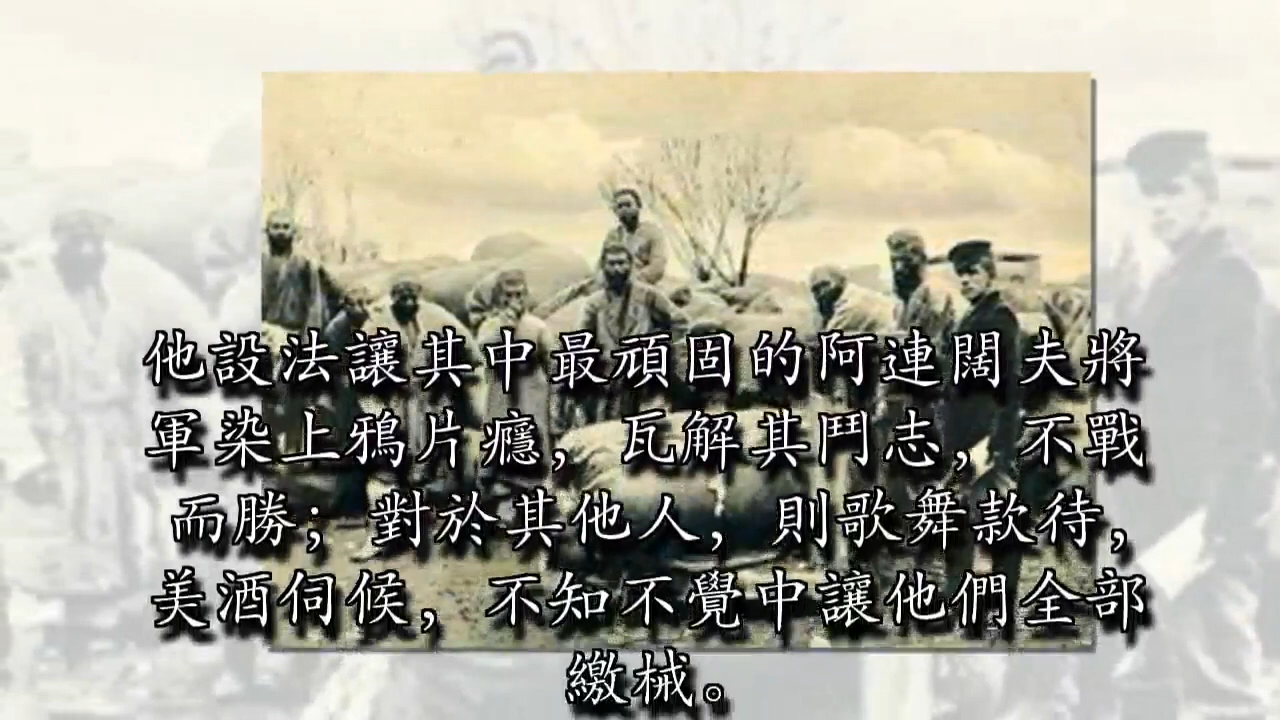 他設法讓其中最頑固的阿連闊夫將
軍染上鴉片癮，瓦解其鬥志，不戰
而勝；對於其他人，則歌舞款待，
美酒伺候，不知不覺中讓他們全部
繳械。